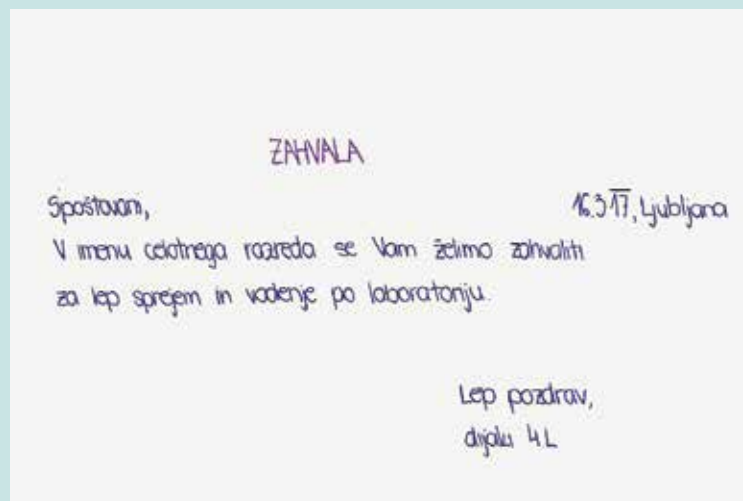 ZAHVALA
Spoštovani,
16.3.17, Ljubljana
V imenu celotnega razreda se Vam želimo zahvaliti
za lep sprejem in vodenje po laboratoriju.
Lep pozdrav,
dijaki 4L